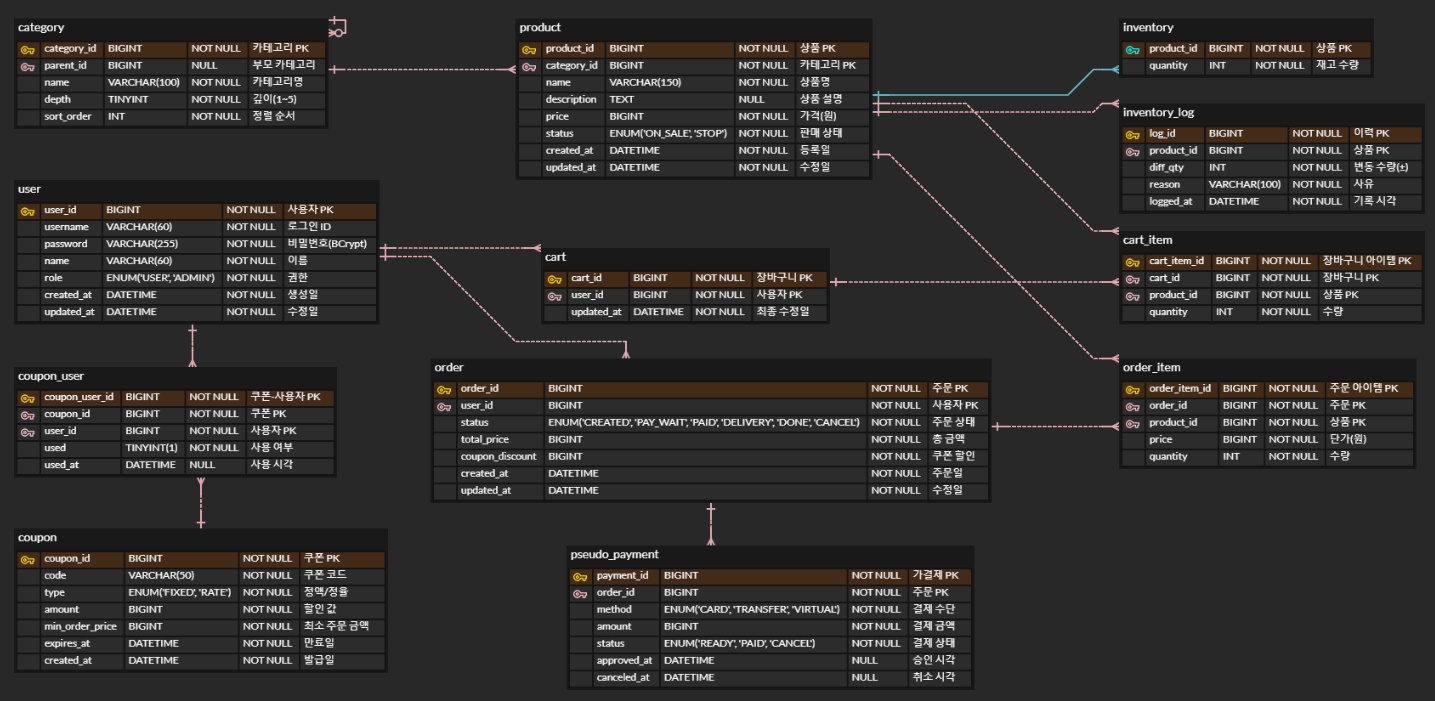 category
category_id BIGINT NOT NULL 카테고리 PK
parent_id BIGINT NULL 부모 카테고리
name VARCHAR(100) NOT NULL 카테고리명
depth TINYINT NOT NULL 깊이(1~5)
sort_order INT NOT NULL 정렬 순서
product
product_id BIGINT NOT NULL 상품 PK
category_id BIGINT NOT NULL 카테고리 PK
name VARCHAR(150) NOT NULL 상품명
description TEXT NULL 상품 설명
price BIGINT NOT NULL 가격(원)
status ENUM('ON_SALE', 'STOP') NOT NULL 판매 상태
created_at DATETIME NOT NULL 등록일
updated_at DATETIME NOT NULL 수정일
inventory
product_id BIGINT NOT NULL 상품 PK
quantity INT NOT NULL 재고 수량
inventory_log
log_id BIGINT NOT NULL 이력 PK
product_id BIGINT NOT NULL 상품 PK
diff_qty INT NOT NULL 변동 수량(±)
reason VARCHAR(100) NOT NULL 사유
logged_at DATETIME NOT NULL 기록 시각
user
user_id BIGINT NOT NULL 사용자 PK
username VARCHAR(60) NOT NULL 로그인 ID
password VARCHAR(255) NOT NULL 비밀번호(BCrypt)
name VARCHAR(60) NOT NULL 이름
role ENUM('USER', 'ADMIN') NOT NULL 권한
created_at DATETIME NOT NULL 생성일
updated_at DATETIME NOT NULL 수정일
cart
cart_id BIGINT NOT NULL 장바구니 PK
user_id BIGINT NOT NULL 사용자 PK
updated_at DATETIME NOT NULL 최종 수정일
cart_item
cart_item_id BIGINT NOT NULL 장바구니 아이템 PK
cart_id BIGINT NOT NULL 장바구니 PK
product_id BIGINT NOT NULL 상품 PK
quantity INT NOT NULL 수량
coupon_user
coupon_user_id BIGINT NOT NULL 쿠폰-사용자 PK
coupon_id BIGINT NOT NULL 쿠폰 PK
user_id BIGINT NOT NULL 사용자 PK
used TINYINT(1) NOT NULL 사용 여부
used_at DATETIME NULL 사용 시각
order
order_id BIGINT NOT NULL 주문 PK
user_id BIGINT NOT NULL 사용자 PK
status ENUM('CREATED', 'PAY_WAIT', 'PAID', 'DELIVERY', 'DONE', 'CANCEL') NOT NULL 주문 상태
total_price BIGINT NOT NULL 총 금액
coupon_discount BIGINT NOT NULL 쿠폰 할인
created_at DATETIME NOT NULL 주문일
updated_at DATETIME NOT NULL 수정일
order_item
order_item_id BIGINT NOT NULL 주문 아이템 PK
order_id BIGINT NOT NULL 주문 PK
product_id BIGINT NOT NULL 상품 PK
price BIGINT NOT NULL 단가(원)
quantity INT NOT NULL 수량
coupon
coupon_id BIGINT NOT NULL 쿠폰 PK
code VARCHAR(50) NOT NULL 쿠폰 코드
type ENUM('FIXED', 'RATE') NOT NULL 정액/정율
amount BIGINT NOT NULL 할인 값
min_order_price BIGINT NOT NULL 최소 주문 금액
expires_at DATETIME NOT NULL 만료일
created_at DATETIME NOT NULL 발급일
pseudo_payment
payment_id BIGINT NOT NULL 가결제 PK
order_id BIGINT NOT NULL 주문 PK
method ENUM('CARD', 'TRANSFER', 'VIRTUAL') NOT NULL 결제 수단
amount BIGINT NOT NULL 결제 금액
status ENUM('READY', 'PAID', 'CANCEL') NOT NULL 결제 상태
approved_at DATETIME NULL 승인 시각
canceled_at DATETIME NULL 취소 시각